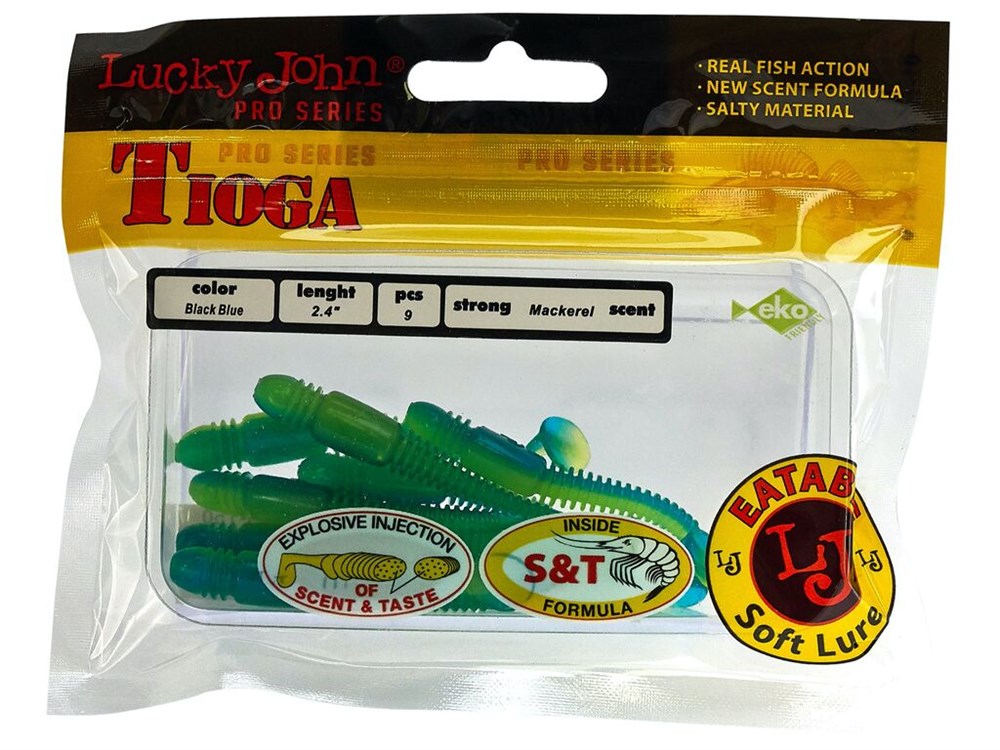 Lucky John®
PRO SERIES
· REAL FISH ACTION
· NEW SCENT FORMULA
· SALTY MATERIAL
TIOGA
PRO SERIES
PRO SERIES
color
Black Blue
lenght
2.4"
pcs
9
strong Mackerel scent
eko
FRIENDLY
EXPLOSIVE INJECTION
OF
SCENT & TASTE
INSIDE
S&T
FORMULA
EATAB
LJ
LJ
LJ
Soft Lure